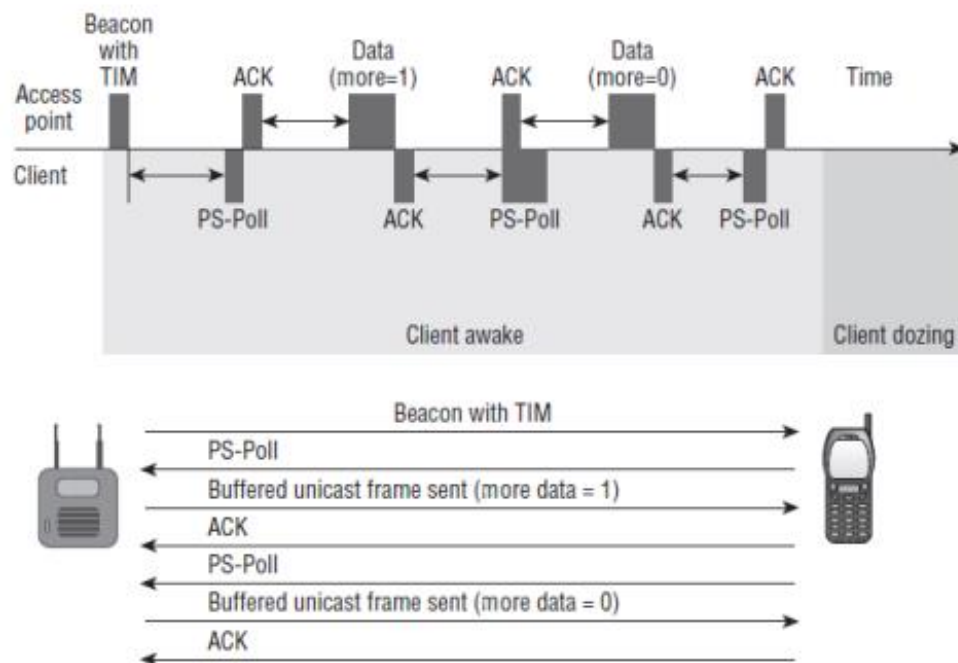 Beacon
with
TIM
ACK
Data
(more=1)
ACK
Data
(more=0)
ACK
Time
Access
point
Client
PS-Poll
ACK
PS-Poll
ACK
PS-Poll
Client awake
Client dozing
Beacon with TIM
PS-Poll
Buffered unicast frame sent (more data = 1)
ACK
PS-Poll
Buffered unicast frame sent (more data = 0)
ACK